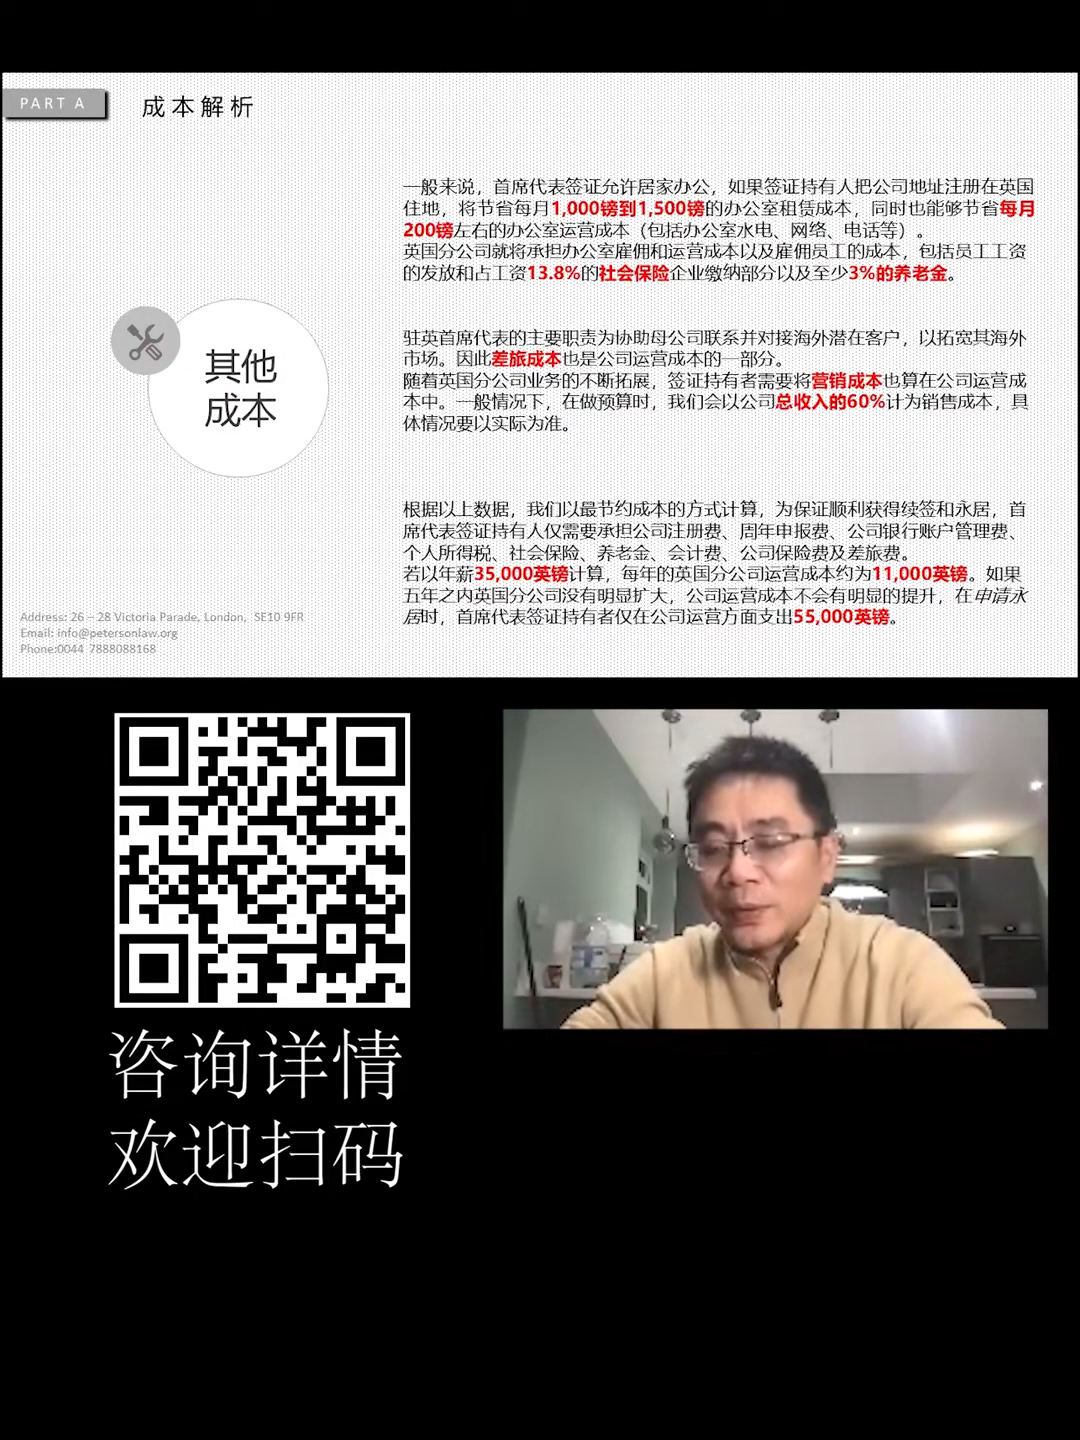 PART A
成本解析
一般来说，首席代表签证允许居家办公，如果签证持有人把公司地址注册在英国
住地，将节省每月1,000镑到1,500镑的办公室租赁成本，同时也能够节省每月
200镑左右的办公室运营成本（包括办公室水电、网络、电话等）。
英国分公司就将承担办公室雇佣和运营成本以及雇佣员工的成本，包括员工工资
的发放和占工资13.8%的社会保险企业缴纳部分以及至少3%的养老金。
其他
成本
驻英首席代表的主要职责为协助母公司联系并对接海外潜在客户，以拓宽其海外
市场。因此差旅成本也是公司运营成本的一部分。
随着英国分公司业务的不断拓展，签证持有者需要将营销成本也算在公司运营成
本中。一般情况下，在做预算时，我们会以公司总收入的60%计为销售成本，具
体情况要以实际为准。
根据以上数据，我们以最节约成本的方式计算，为保证顺利获得续签和永居，首
席代表签证持有人仅需要承担公司注册费、周年申报费、公司银行账户管理费、
个人所得税、社会保险、养老金、会计费、公司保险费及差旅费。
若以年薪35,000英镑计算，每年的英国分公司运营成本约为11,000英镑。如果
五年之内英国分公司没有明显扩大，公司运营成本不会有明显的提升，在申请永
居时，首席代表签证持有者仅在公司运营方面支出55,000英镑。
Address: 26 – 28 Victoria Parade, London, SE10 9FR
Email: info@petersonlaw.org
Phone:0044 7888088168
咨询详情
欢迎扫码